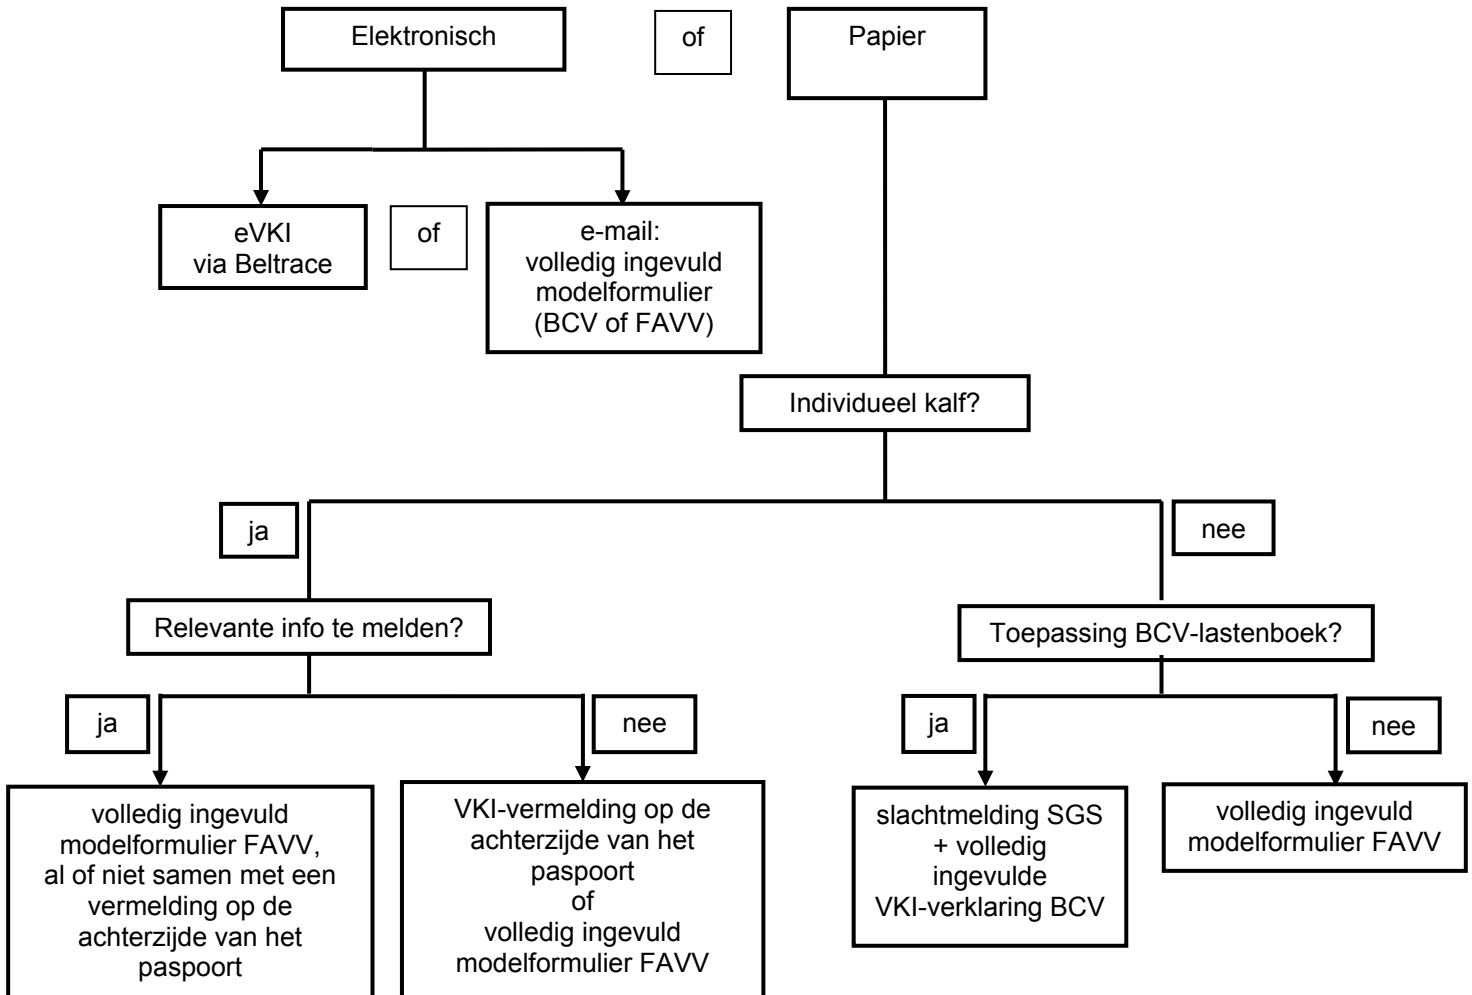 Elektronisch
of
Papier
eVKI
via Beltrace
of
e-mail:
volledig ingevuld
modelformulier
(BCV of FAVV)
Individueel kalf?
ja
nee
Relevante info te melden?
Toepassing BCV-lastenboek?
ja
nee
ja
nee
volledig ingevuld
modelformulier FAVV,
al of niet samen met een
vermelding op de
achterzijde van het
paspoort
VKI-vermelding op de
achterzijde van het
paspoort
of
volledig ingevuld
modelformulier FAVV
slachtmelding SGS
+ volledig
ingevulde
VKI-verklaring BCV
volledig ingevuld
modelformulier FAVV